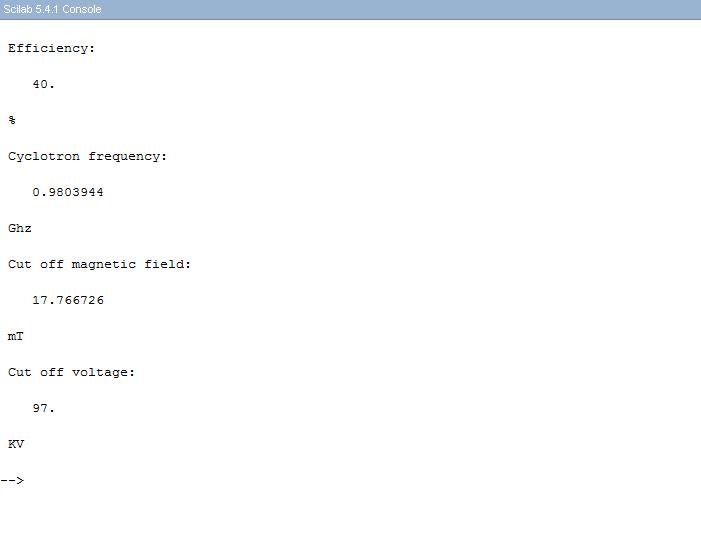 Scilab 5.4.1 Console
Efficiency:
40.
%
Cyclotron frequency:
0.9803944
Ghz
Cut off magnetic field:
17.766726
mT
Cut off voltage:
97.
KV
-->